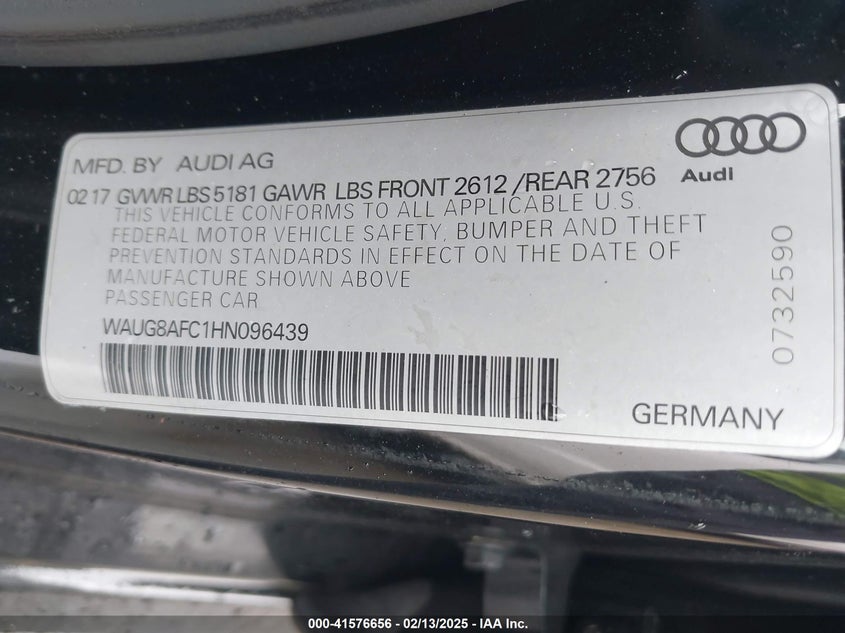 MFD. BY AUDI AG
Audi
02 17 GVWR LBS 5181 GAWR LBS FRONT 2612 /REAR 2756
THIS VEHICLE CONFORMS TO ALL APPLICABLE U.S.
FEDERAL MOTOR VEHICLE SAFETY, BUMPER AND THEFT
PREVENTION STANDARDS IN EFFECT ON THE DATE OF
MANUFACTURE SHOWN ABOVE
PASSENGER CAR
WAUG8AFC1HN096439
0732590
GERMANY
000-41576656 - 02/13/2025 - IAA Inc.